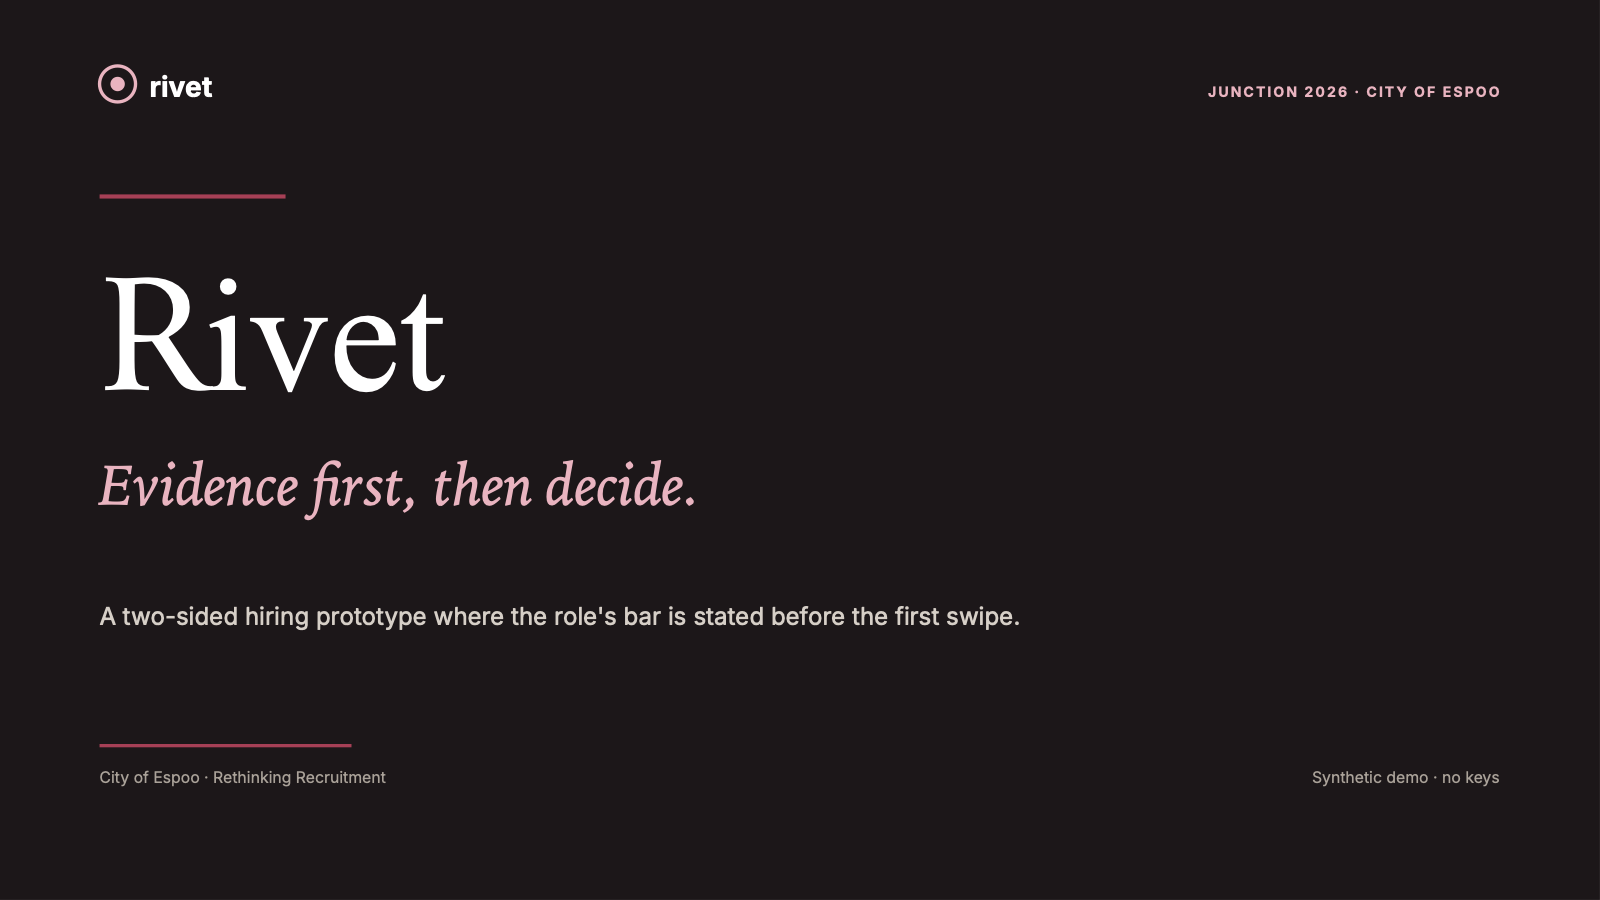 rivet
JUNCTION 2026 · CITY OF ESPOO
Rivet
Evidence first, then decide.
A two-sided hiring prototype where the role's bar is stated before the first swipe.
City of Espoo · Rethinking Recruitment
Synthetic demo · no keys